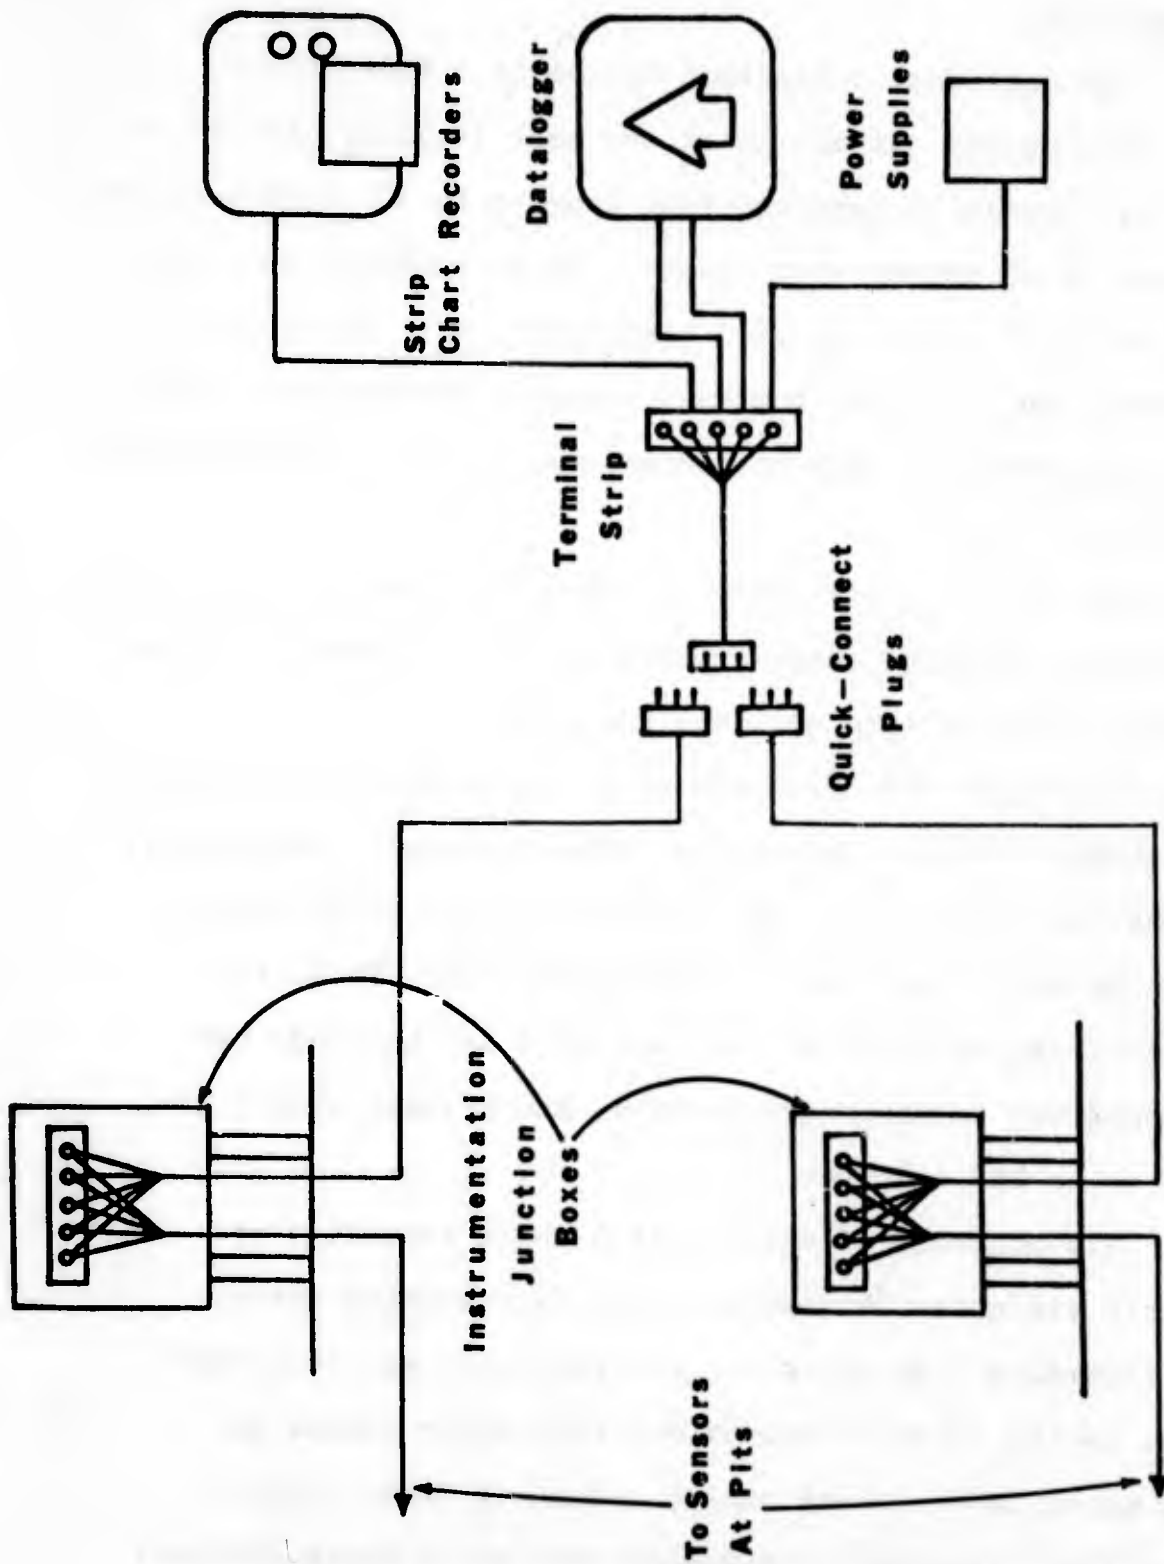 To Sensors
At Pits
Instrumentation
Junction
Boxes
Quick-Connect
Plugs
Terminal
Strip
Strip
Chart Recorders
Datalogger
Power
Supplies